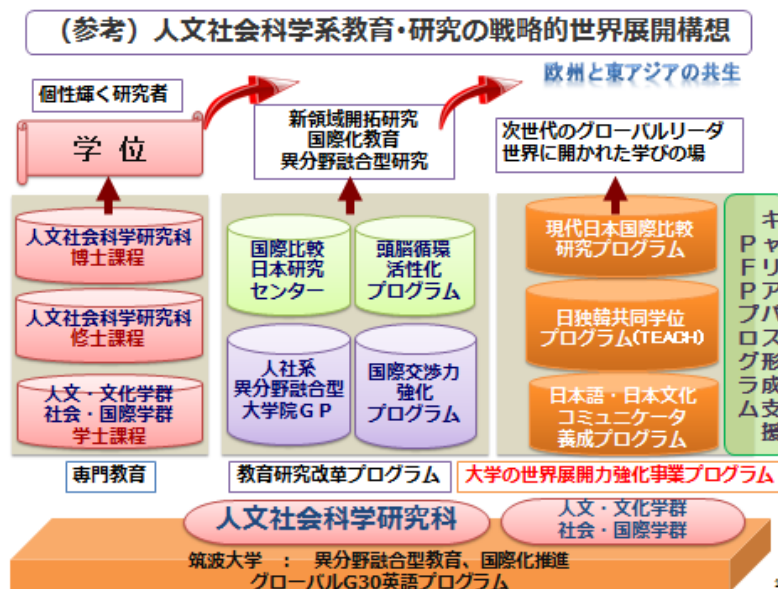 (参考)人文社会科学系教育・研究の戦略的世界展開構想
欧州と東アジアの共生
個性輝く研究者
学 位
新領域開拓研究
国際化教育
異分野融合型研究
次世代のグローバルリーダ
世界に開かれた学びの場
人文社会科学研究科
博士課程
人文社会科学研究科
修士課程
人文・文化学群
社会・国際学群
学士課程
国際比較
日本研究
センター
頭脳循環
活性化
プログラム
人社系
異分野融合型
大学院GP
国際交渉力
強化
プログラム
現代日本国際比較
研究プログラム
日独韓共同学位
プログラム(TEACH)
日本語・日本文化
コミュニケータ
養成プログラム
キャリアパス形成支援
PFPプログラム
専門教育
教育研究改革プログラム
大学の世界展開力強化事業プログラム
人文社会科学研究科
人文・文化学群
社会・国際学群
筑波大学 : 異分野融合型教育、国際化推進
グローバルG30英語プログラム